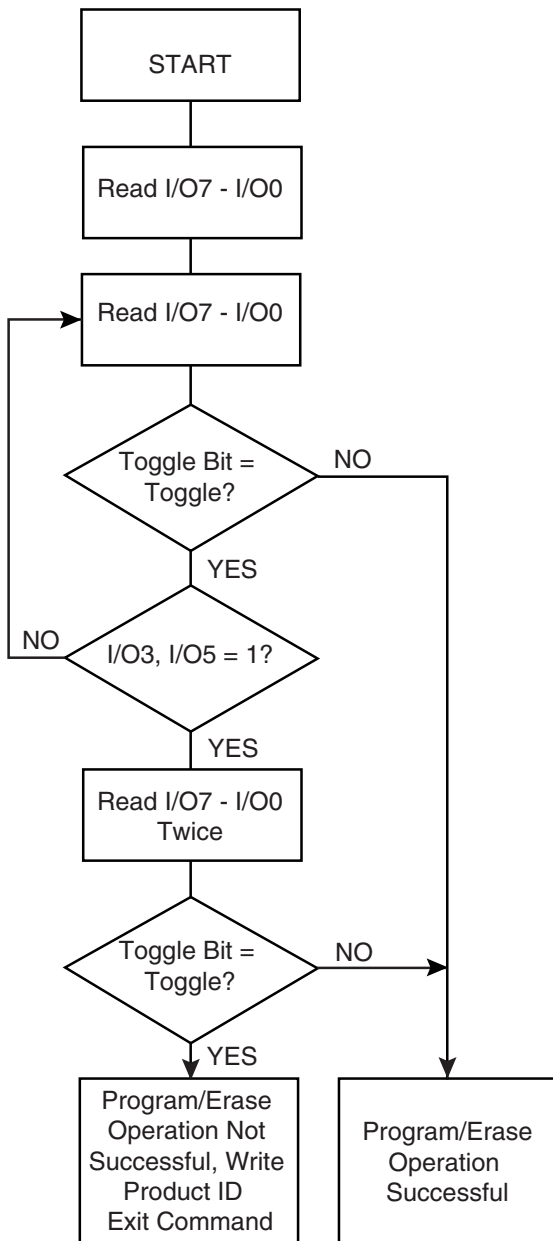 START
Read I/O7 - I/O0
Read I/O7 - I/O0
Toggle Bit =
Toggle?
NO
YES
NO
I/O3, I/O5 = 1?
YES
Read I/O7 - I/O0
Twice
Toggle Bit =
Toggle?
NO
YES
Program/Erase
Operation Not
Successful, Write
Product ID
Exit Command
Program/Erase
Operation
Successful